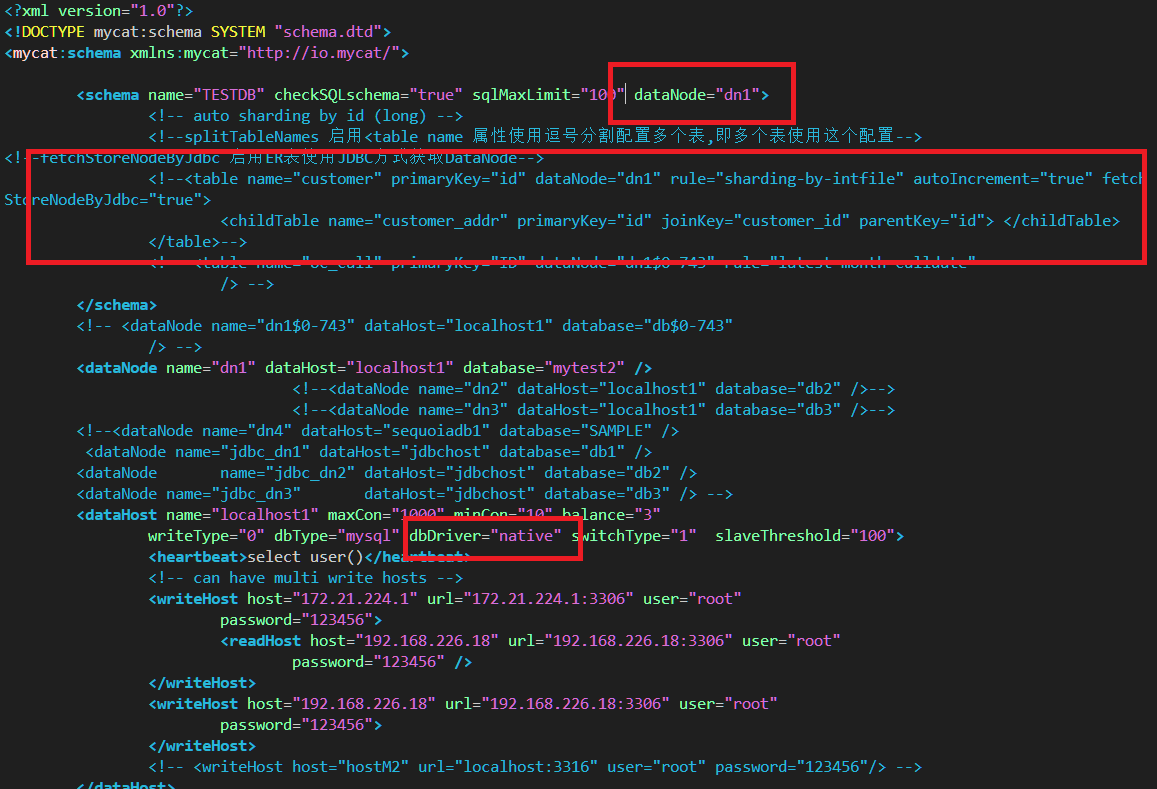 <?xml version="1.0"?>
<!DOCTYPE mycat:schema SYSTEM "schema.dtd">
<mycat:schema xmlns:mycat="http://io.mycat/">
<schema name="TESTDB" checkSQLschema="true" sqlMaxLimit="100" dataNode="dn1">
<!-- auto sharding by id (long) -->
<!--splitTableNames 启用<table name 属性使用逗号分割配置多个表,即多个表使用这个配置-->
<!--fetchStoreNodeByJdbc 启用ER表使用JDBC方式获取DataNode-->
<!--<table name="customer" primaryKey="id" dataNode="dn1" rule="sharding-by-intfile" autoIncrement="true" fetch
StoreNodeByJdbc="true">
<childTable name="customer_addr" primaryKey="id" joinKey="customer_id" parentKey="id"> </childTable>
</table>-->
<!-- <table name="oc_call" primaryKey="ID" dataNode="dn1$0-743" rule="latest-month-calldate"
/> -->
</schema>
<!-- <dataNode name="dn1$0-743" dataHost="localhost1" database="db$0-743"
/> -->
<dataNode name="dn1" dataHost="localhost1" database="mytest2" />
<!--<dataNode name="dn2" dataHost="localhost1" database="db2" />-->
<!--<dataNode name="dn3" dataHost="localhost1" database="db3" />-->
<!--<dataNode name="dn4" dataHost="sequoiadb1" database="SAMPLE" />
<dataNode name="jdbc_dn1" dataHost="jdbchost" database="db1" />
<dataNode name="jdbc_dn2" dataHost="jdbchost" database="db2" />
<dataNode name="jdbc_dn3" dataHost="jdbchost" database="db3" /> -->
<dataHost name="localhost1" maxCon="1000" minCon="10" balance="3"
writeType="0" dbType="mysql" dbDriver="native" switchType="1" slaveThreshold="100">
<heartbeat>select user()</heartbeat>
<!-- can have multi write hosts -->
<writeHost host="172.21.224.1" url="172.21.224.1:3306" user="root"
password="123456">
<readHost host="192.168.226.18" url="192.168.226.18:3306" user="root"
password="123456" />
</writeHost>
<writeHost host="192.168.226.18" url="192.168.226.18:3306" user="root"
password="123456">
</writeHost>
<!-- <writeHost host="hostM2" url="localhost:3316" user="root" password="123456"/> -->
</dataHost>